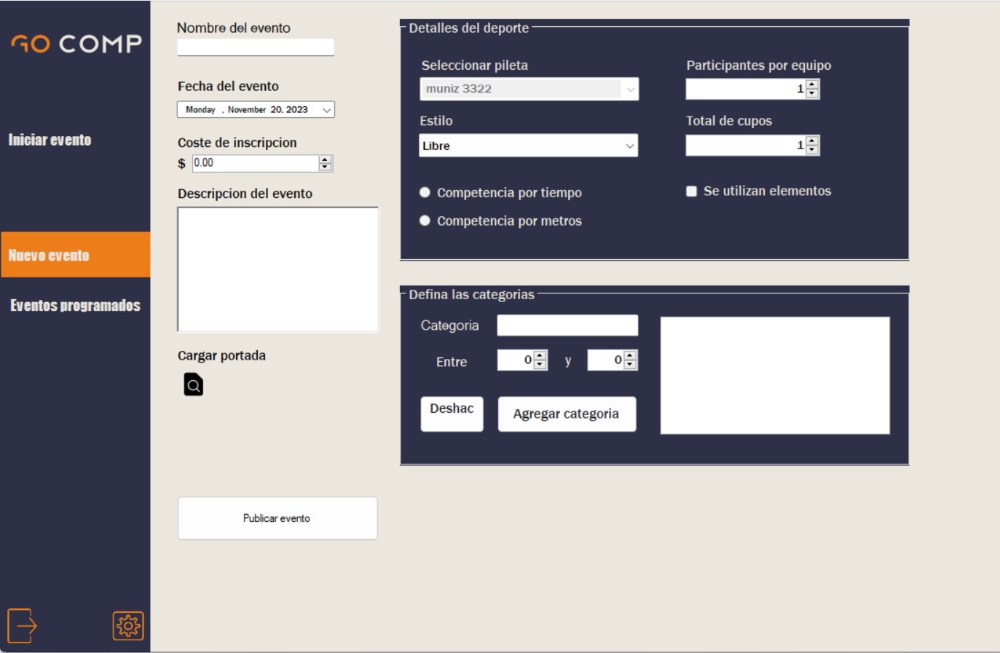 GO COMP
Iniciar evento
Nuevo evento
Eventos programados
Nombre del evento
Fecha del evento
Monday , November 20, 2023
Coste de inscripcion
$ 0.00
Descripcion del evento
Cargar portada
Publicar evento
Detalles del deporte
Seleccionar pileta
muniz 3322
Estilo
Libre
Competencia por tiempo
Competencia por metros
Participantes por equipo
1
Total de cupos
1
Se utilizan elementos
Defina las categorias
Categoria
Entre 0 y 0
Deshac
Agregar categoria